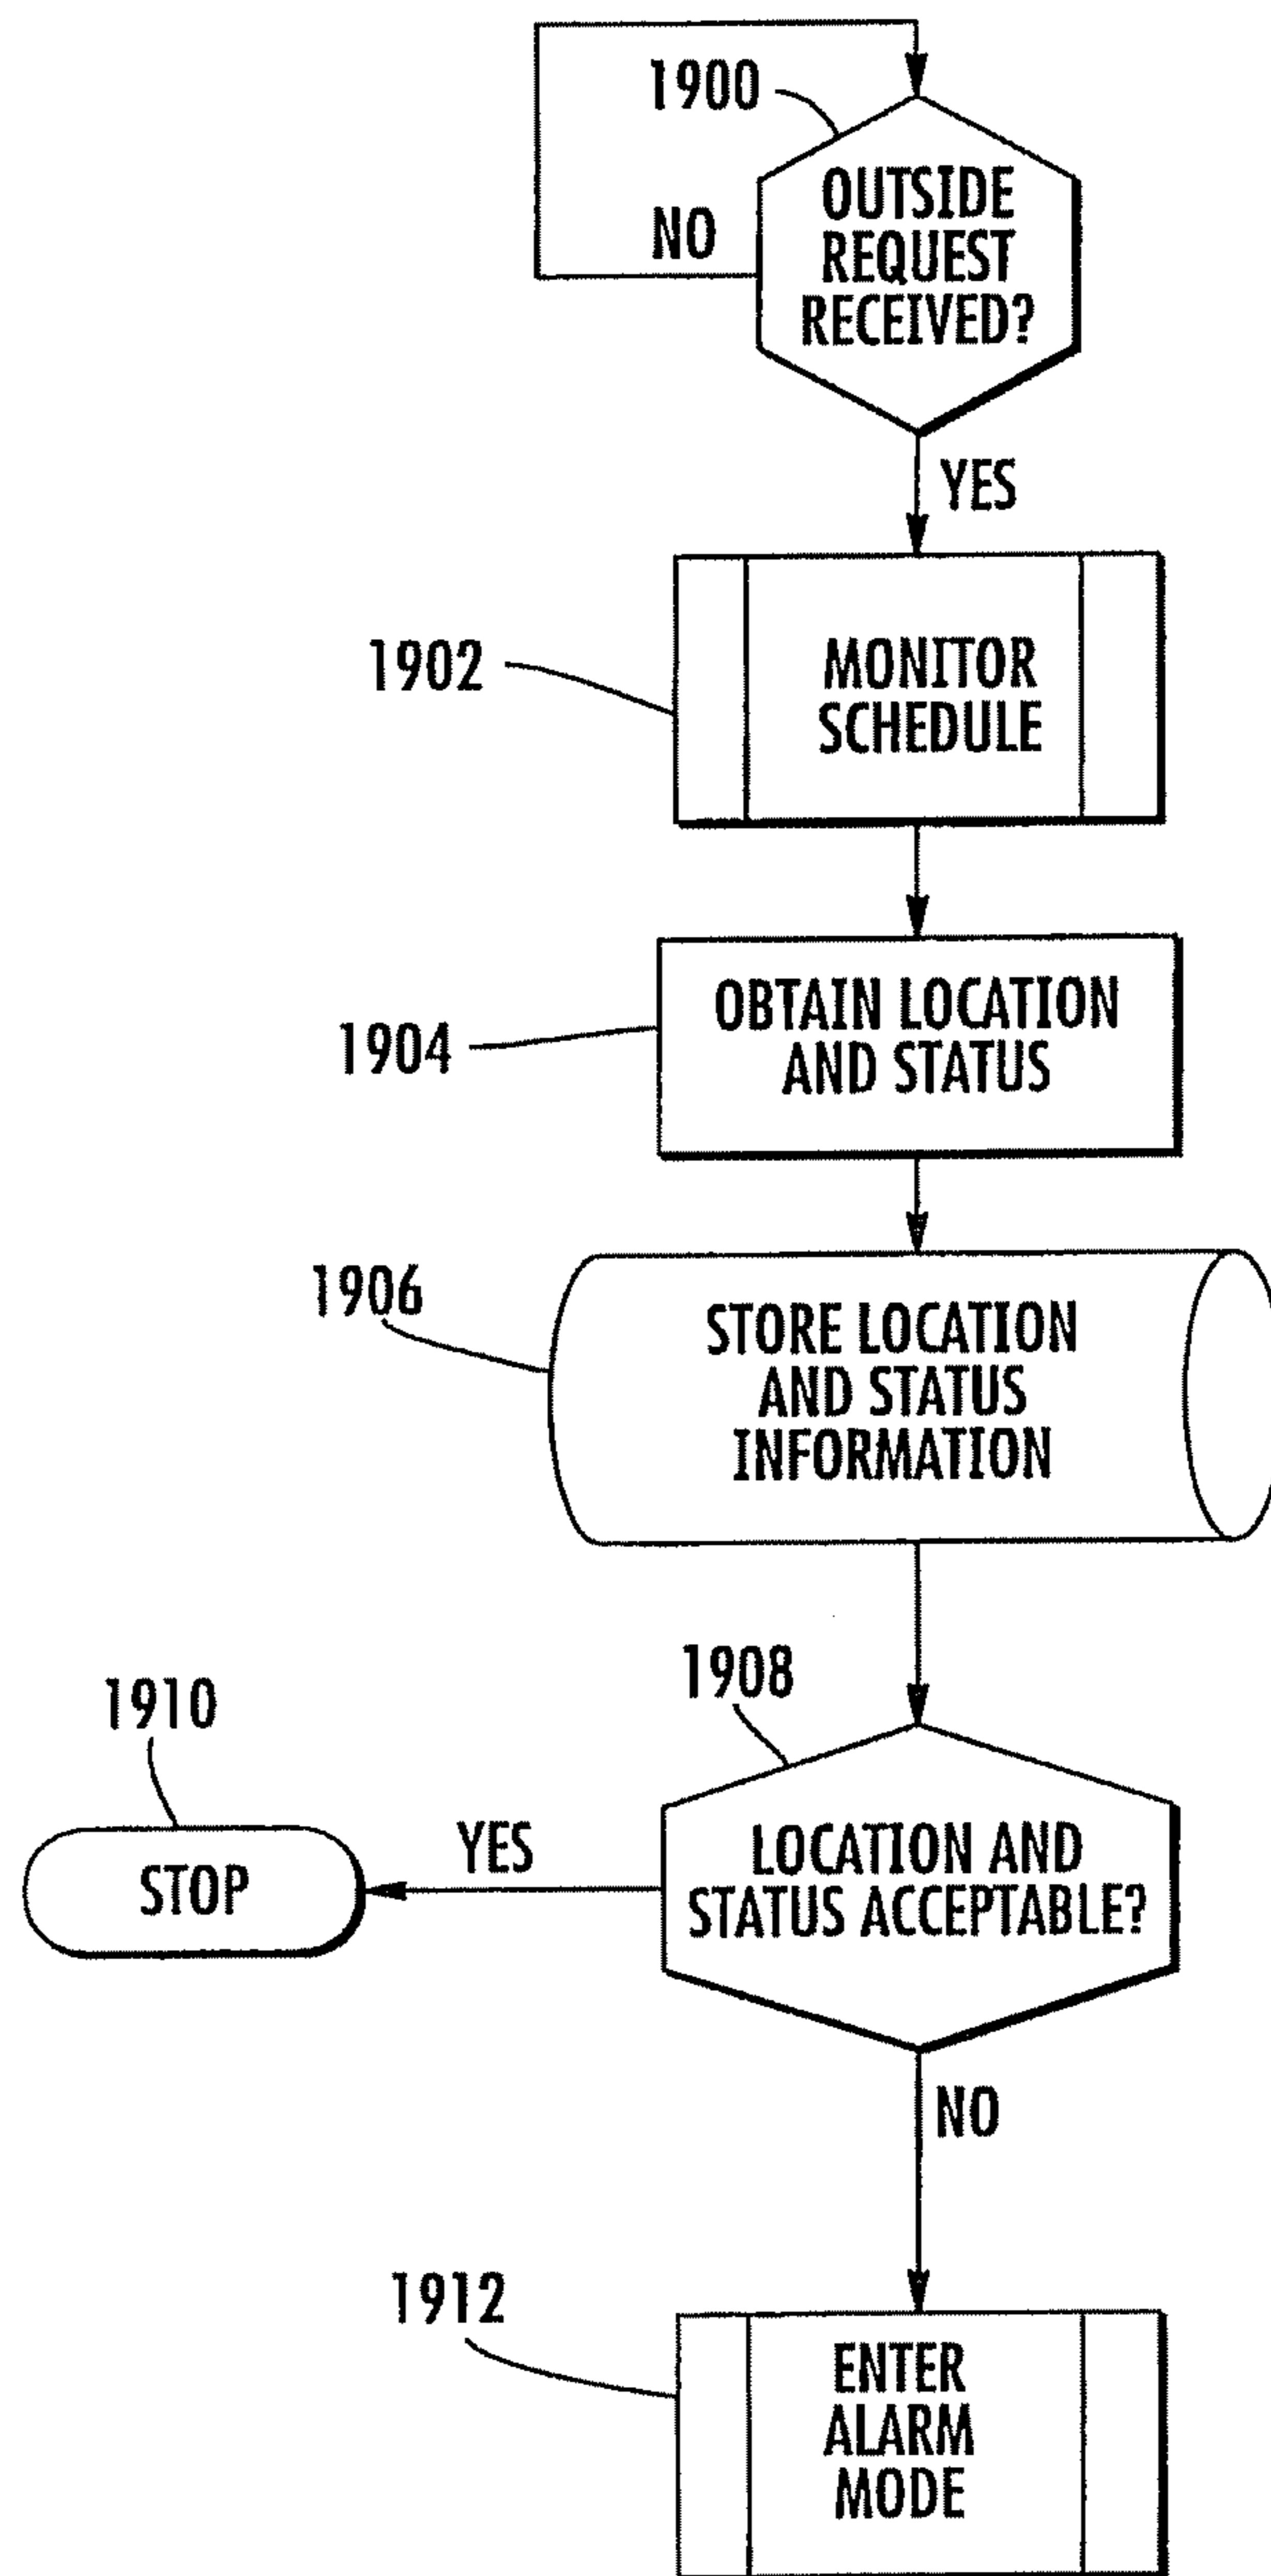 1900
OUTSIDE
REQUEST
RECEIVED?
NO
YES
1902
MONITOR
SCHEDULE
1904
OBTAIN LOCATION
AND STATUS
1906
STORE LOCATION
AND STATUS
INFORMATION
1908
1910
LOCATION AND
STATUS ACCEPTABLE?
YES
STOP
NO
1912
ENTER
ALARM
MODE